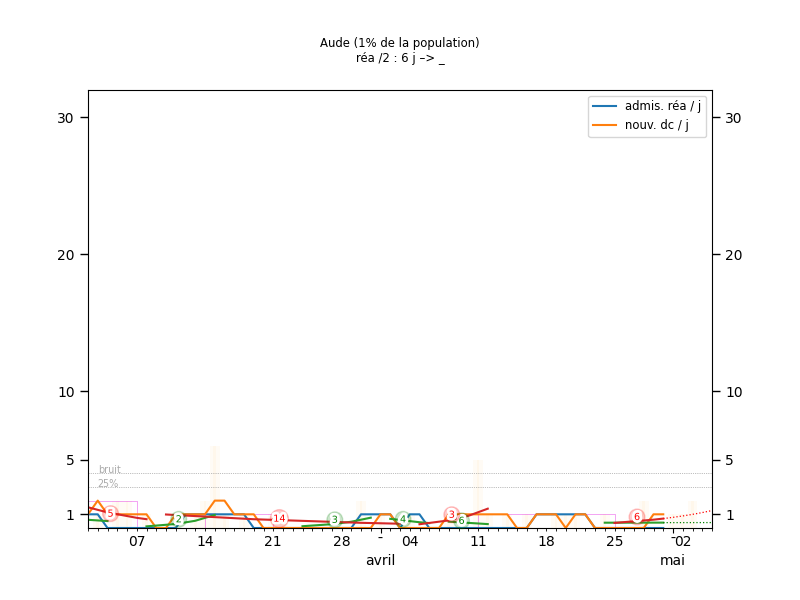 Aude (1% de la population)
réa /2 : 6 j –> _
admis. réa / j
nouv. dc / j
30 30
20 20
10 10
5 5
bruit
25%
1 1
5 2 14 3 4 3 6 6
07 14 21 28 - 04 11 18 25 - 02
avril mai